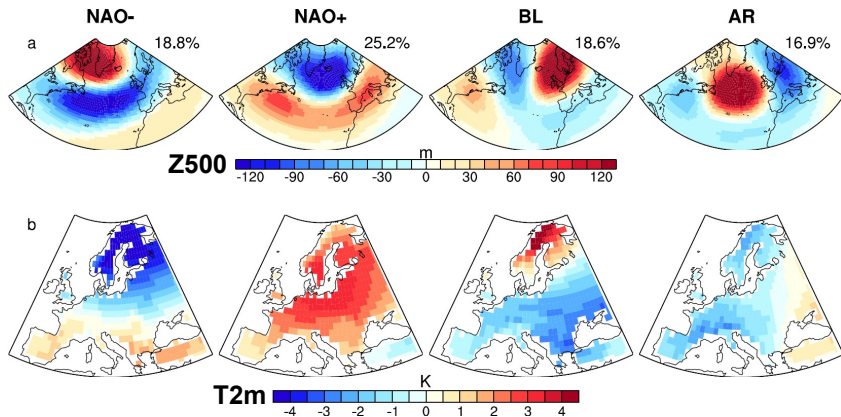 NAO- NAO+ BL AR
a 18.8% 25.2% 18.6% 16.9%
m
Z500
-120 -90 -60 -30 0 30 60 90 120
b
K
T2m
-4 -3 -2 -1 0 1 2 3 4